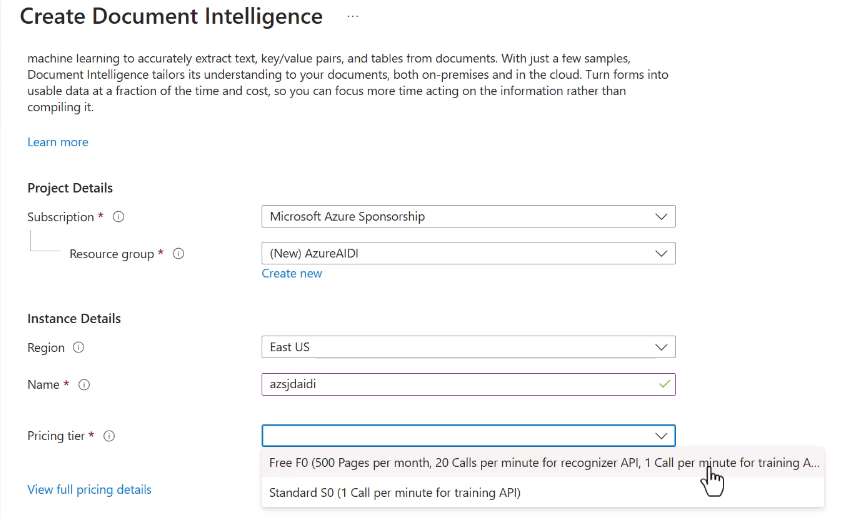 Create Document Intelligence ...
machine learning to accurately extract text, key/value pairs, and tables from documents. With just a few samples,
Document Intelligence tailors its understanding to your documents, both on-premises and in the cloud. Turn forms into
usable data at a fraction of the time and cost, so you can focus more time acting on the information rather than
compiling it.
Learn more
Project Details
Subscription *
Microsoft Azure Sponsorship
Resource group *
(New) AzureAIDI
Create new
Instance Details
Region
East US
Name *
azsjdaidi
Pricing tier *
Free F0 (500 Pages per month, 20 Calls per minute for recognizer API, 1 Call per minute for training A...
Standard S0 (1 Call per minute for training API)
View full pricing details